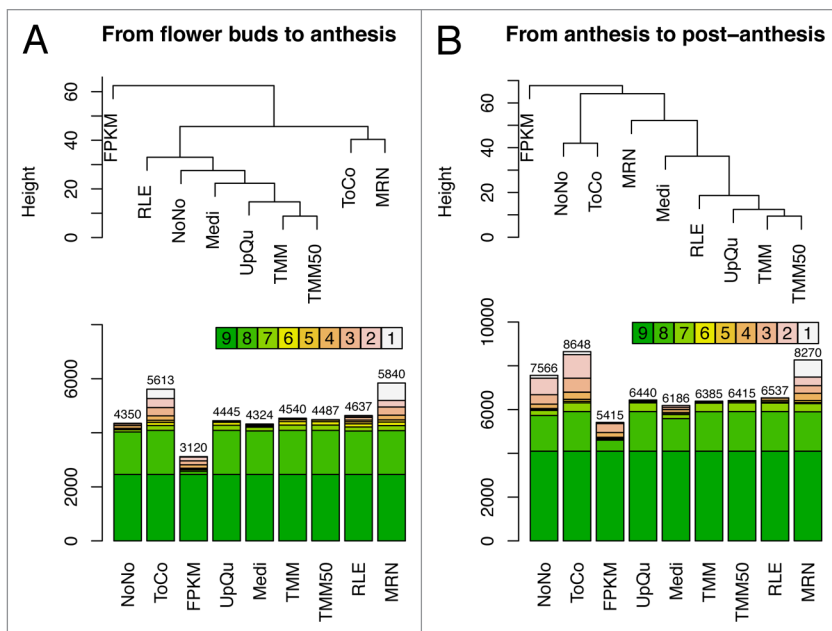 A From flower buds to anthesis
Height
0 20 40 60
FPKM
RLE
NoNo
Medi
UpQu
TMM
TMM50
ToCo
MRN
9 8 7 6 5 4 3 2 1
0 2000 4000 6000
4350 5613 3120 4445 4324 4540 4487 4637 5840
NoNo ToCo FPKM UpQu Medi TMM TMM50 RLE MRN
B From anthesis to post−anthesis
Height
0 20 40 60
FPKM
NoNo
ToCo
MRN
Medi
RLE
UpQu
TMM
TMM50
9 8 7 6 5 4 3 2 1
0 2000 6000 10000
7566 8648 5415 6440 6186 6385 6415 6537 8270
NoNo ToCo FPKM UpQu Medi TMM TMM50 RLE MRN